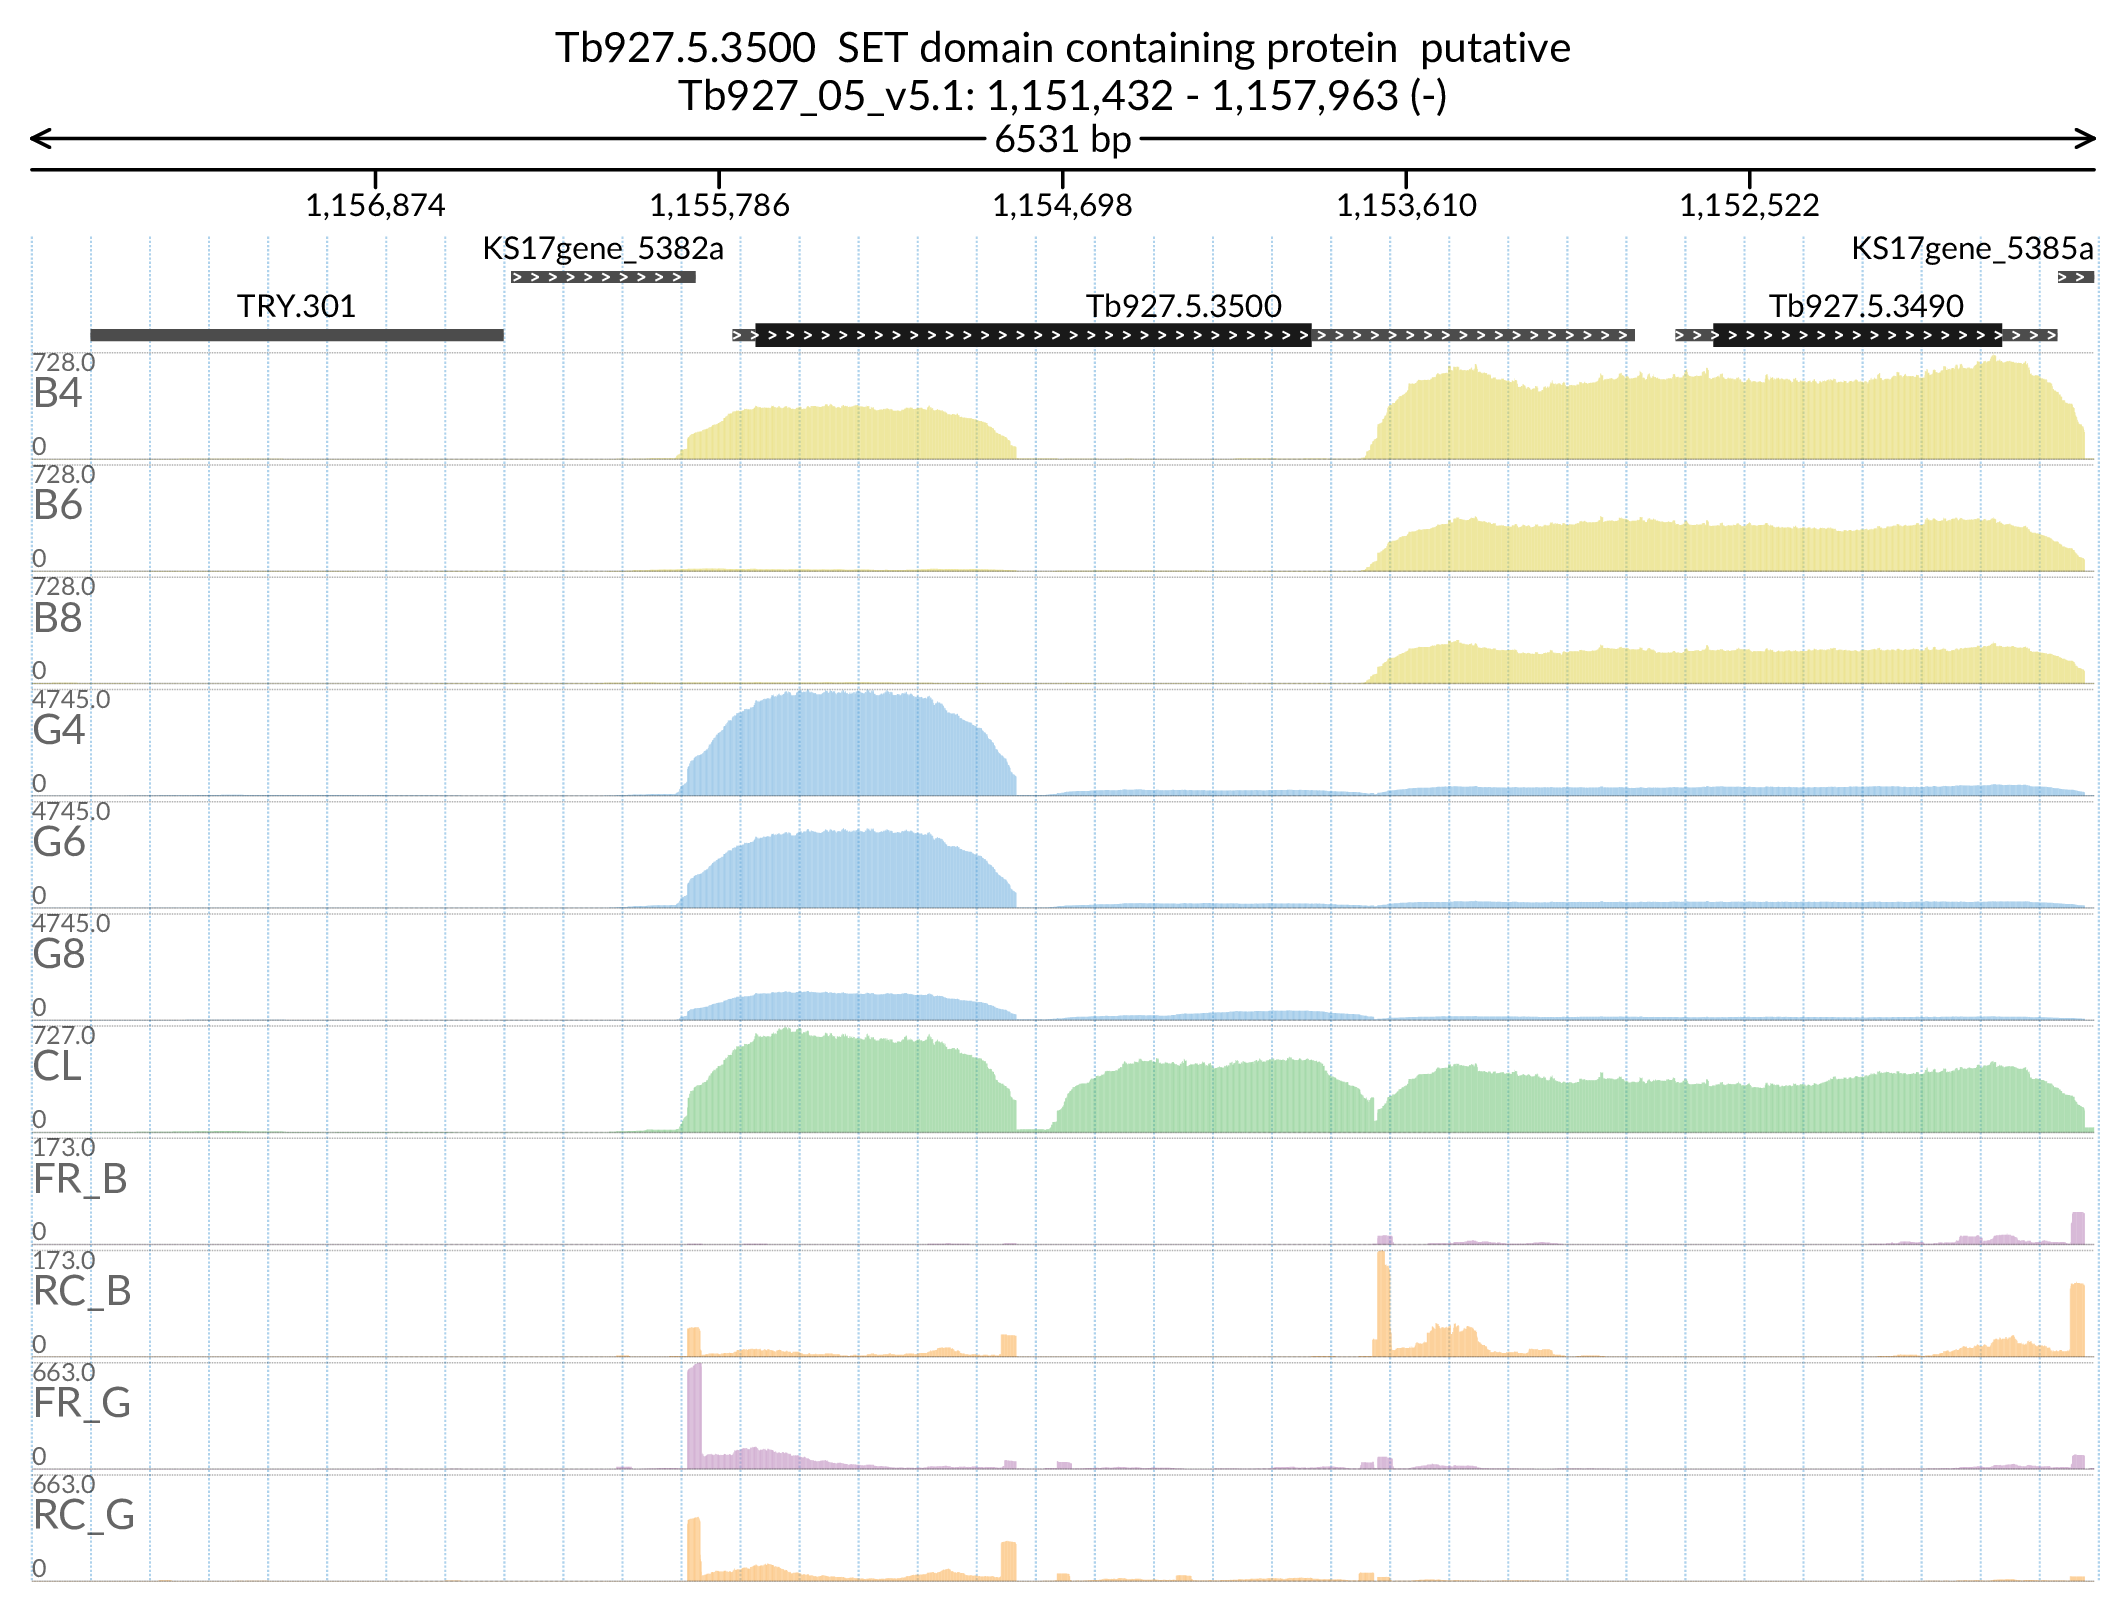 Tb927.5.3500  SET domain containing protein  putative
Tb927_05_v5.1: 1,151,432 - 1,157,963 (-)
6531 bp
1,156,874 1,155,786 1,154,698 1,153,610 1,152,522
KS17gene_5382a KS17gene_5385a
TRY.301 Tb927.5.3500 Tb927.5.3490
728.0
B4
0
728.0
B6
0
728.0
B8
0
4745.0
G4
0
4745.0
G6
0
4745.0
G8
0
727.0
CL
0
173.0
FR_B
0
173.0
RC_B
0
663.0
FR_G
0
663.0
RC_G
0